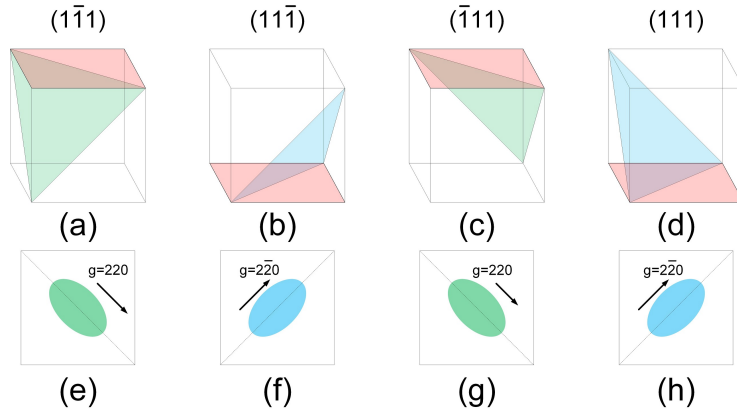 (11̄1) (111̄) (1̄11) (111)
(a) (b) (c) (d)
g=220 g=22̄0 g=220 g=22̄0
(e) (f) (g) (h)